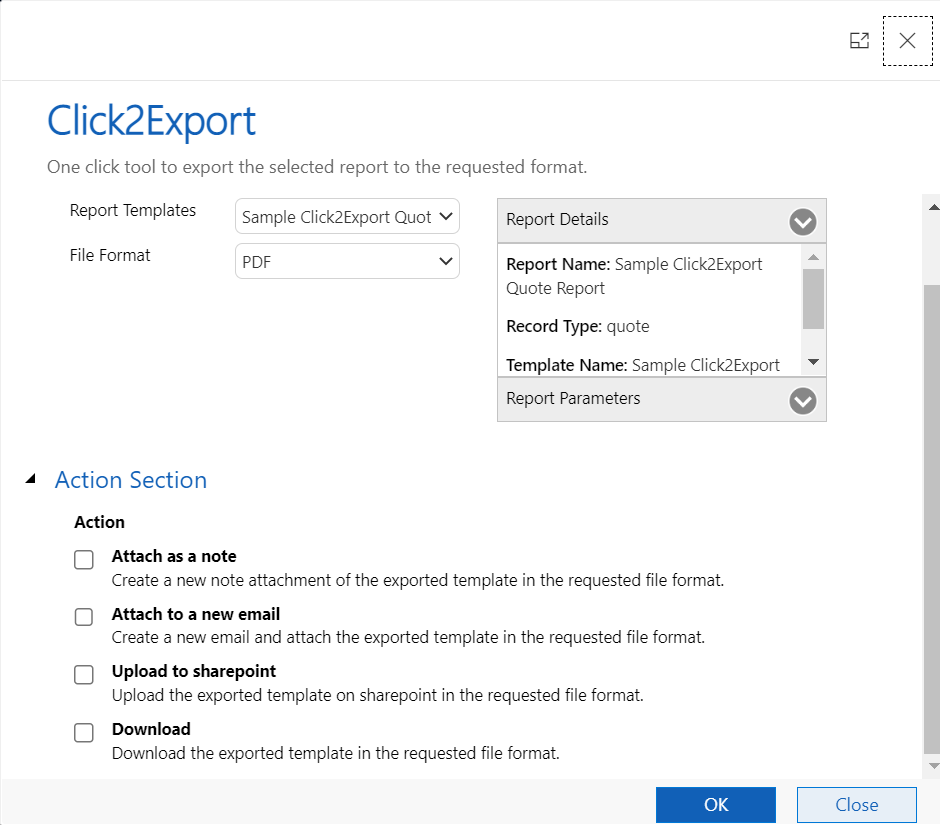 Click2Export
One click tool to export the selected report to the requested format.
Report Templates
Sample Click2Export Quot
File Format
PDF
Report Details
Report Name: Sample Click2Export
Quote Report
Record Type: quote
Template Name: Sample Click2Export
Report Parameters
Action Section
Action
Attach as a note
Create a new note attachment of the exported template in the requested file format.
Attach to a new email
Create a new email and attach the exported template in the requested file format.
Upload to sharepoint
Upload the exported template on sharepoint in the requested file format.
Download
Download the exported template in the requested file format.
OK
Close